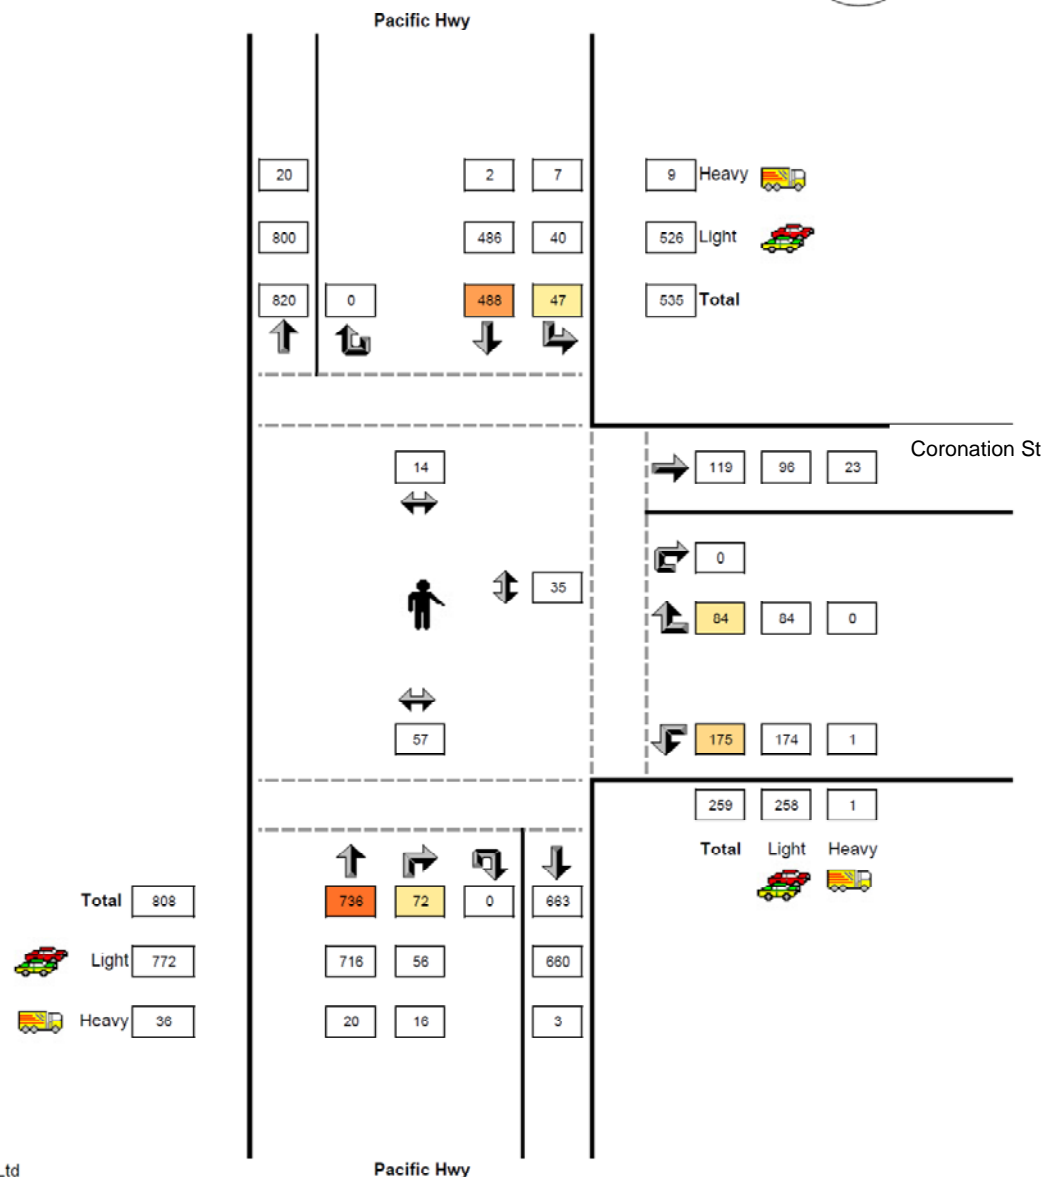 Pacific Hwy
20 2 7 9 Heavy
800 486 40 526 Light
820 0 488 47 535 Total
Coronation St
14 119 96 23
0
35
84 84 0
57 175 174 1
259 258 1
Total Light Heavy
Total 808 736 72 0 663
Light 772 716 56 660
Heavy 36 20 16 3
Ltd
Pacific Hwy